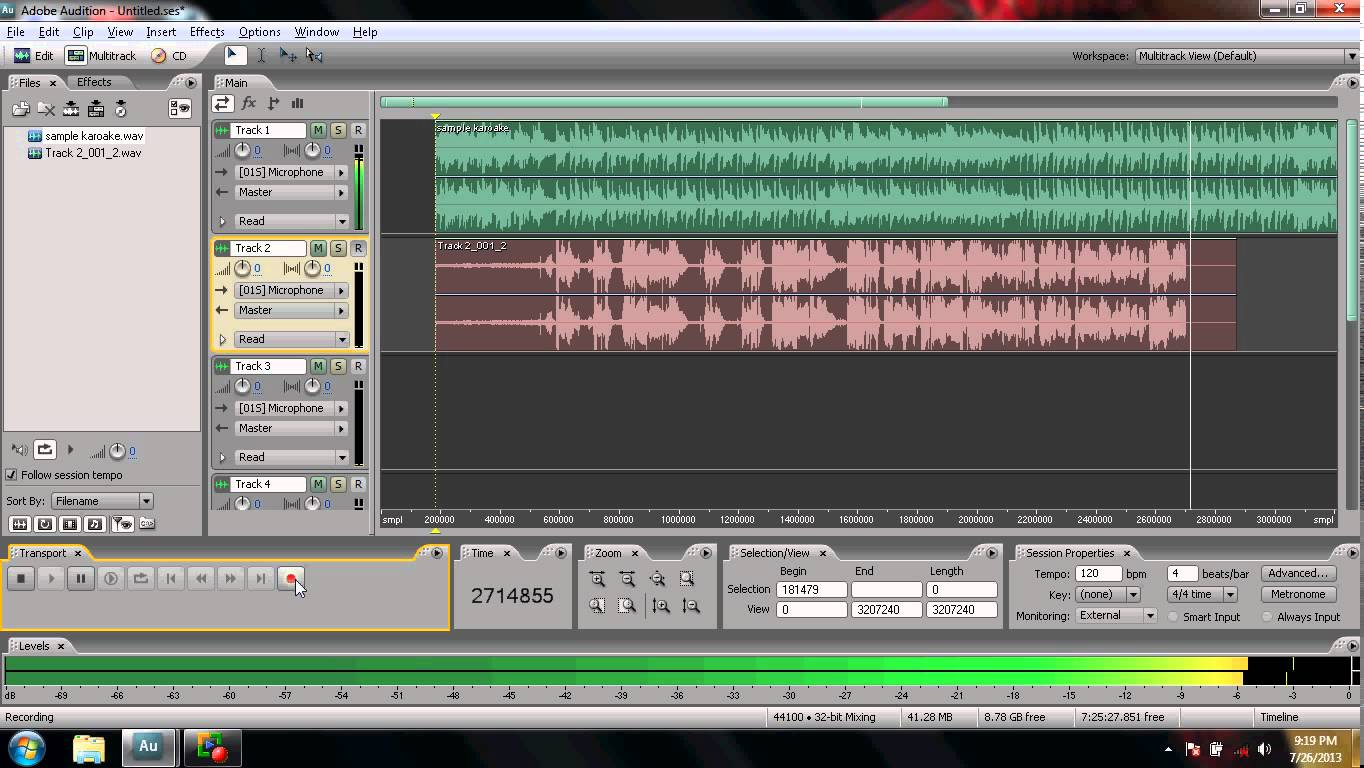 Au Adobe Audition - Untitled.ses*
File Edit Clip View Insert Effects Options Window Help
Edit Multitrack CD Workspace: Multitrack View (Default)
Files x Effects
Main
fx
sample karoake.wav
Track 2_001_2.wav
Track 1 M S R
0 0
[01S] Microphone
Master
Read
sample karoake
Track 2 M S R
0 0
[01S] Microphone
Master
Read
Track 2_001_2
Track 3 M S R
0 0
[01S] Microphone
Master
Read
Track 4 M S R
0 0
0
Follow session tempo
Sort By: Filename
smpl 200000 400000 600000 800000 1000000 1200000 1400000 1600000 1800000 2000000 2200000 2400000 2600000 2800000 3000000 smpl
Transport x
Time x
2714855
Zoom x
Selection/View x
Begin End Length
Selection 181479 0
View 0 3207240 3207240
Session Properties x
Tempo: 120 bpm 4 beats/bar Advanced...
Key: (none) 4/4 time Metronome
Monitoring: External Smart Input Always Input
Levels x
dB -69 -66 -63 -60 -57 -54 -51 -48 -45 -42 -39 -36 -33 -30 -27 -24 -21 -18 -15 -12 -9 -6 -3 0
Recording 44100 • 32-bit Mixing 41.28 MB 8.78 GB free 7:25:27.851 free Timeline
Au
9:19 PM
7/26/2013